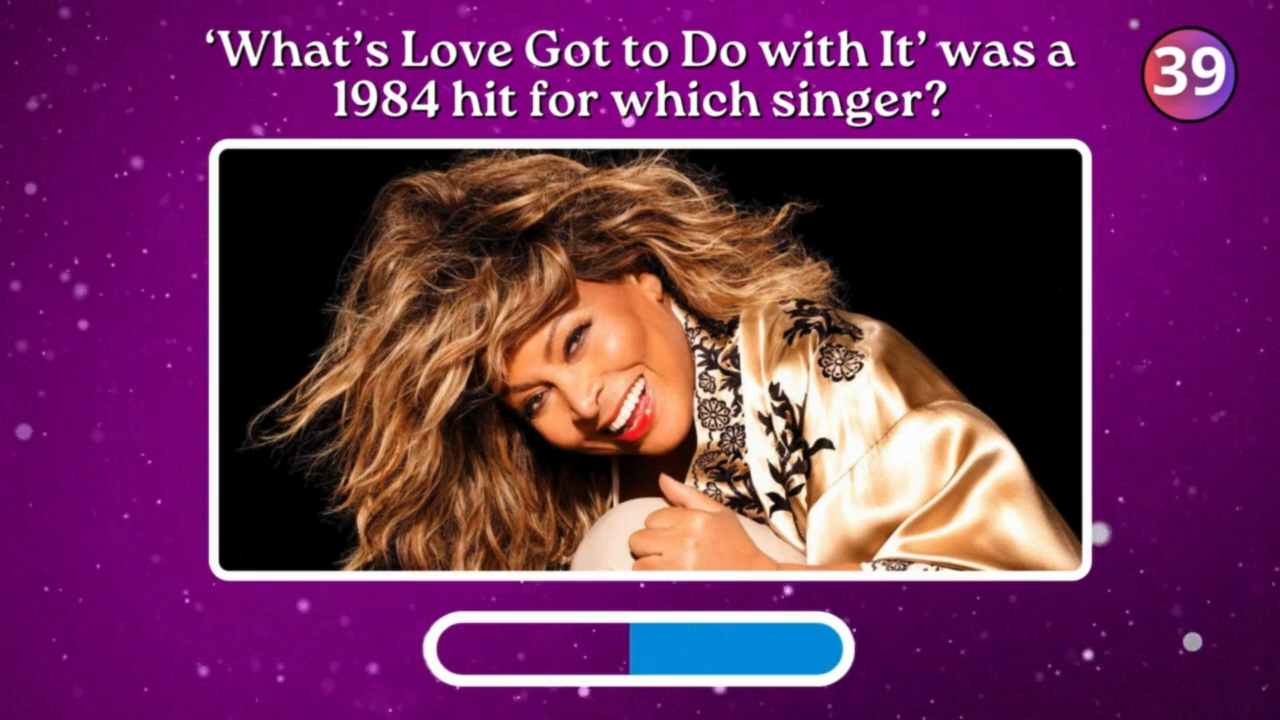 ‘What’s Love Got to Do with It’ was a
1984 hit for which singer?
39